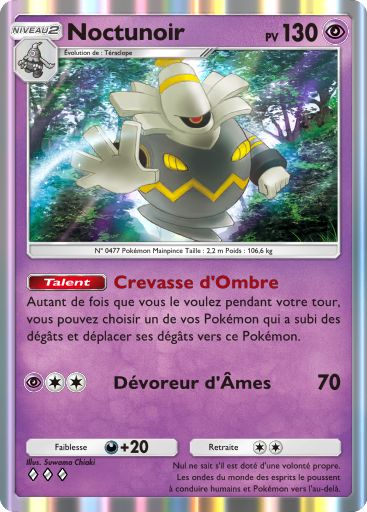 NIVEAU2
Noctunoir
PV 130
Évolution de : Téraclope
N° 0477 Pokémon Mainpince Taille : 2,2 m Poids : 106,6 kg
Talent Crevasse d'Ombre
Autant de fois que vous le voulez pendant votre tour,
vous pouvez choisir un de vos Pokémon qui a subi des
dégâts et déplacer ses dégâts vers ce Pokémon.
Dévoreur d'Âmes 70
Faiblesse +20 Retraite
Illus. Suwama Chiaki
Nul ne sait s'il est doté d'une volonté propre.
Les ondes du monde des esprits le poussent
à conduire humains et Pokémon vers l'au-delà.